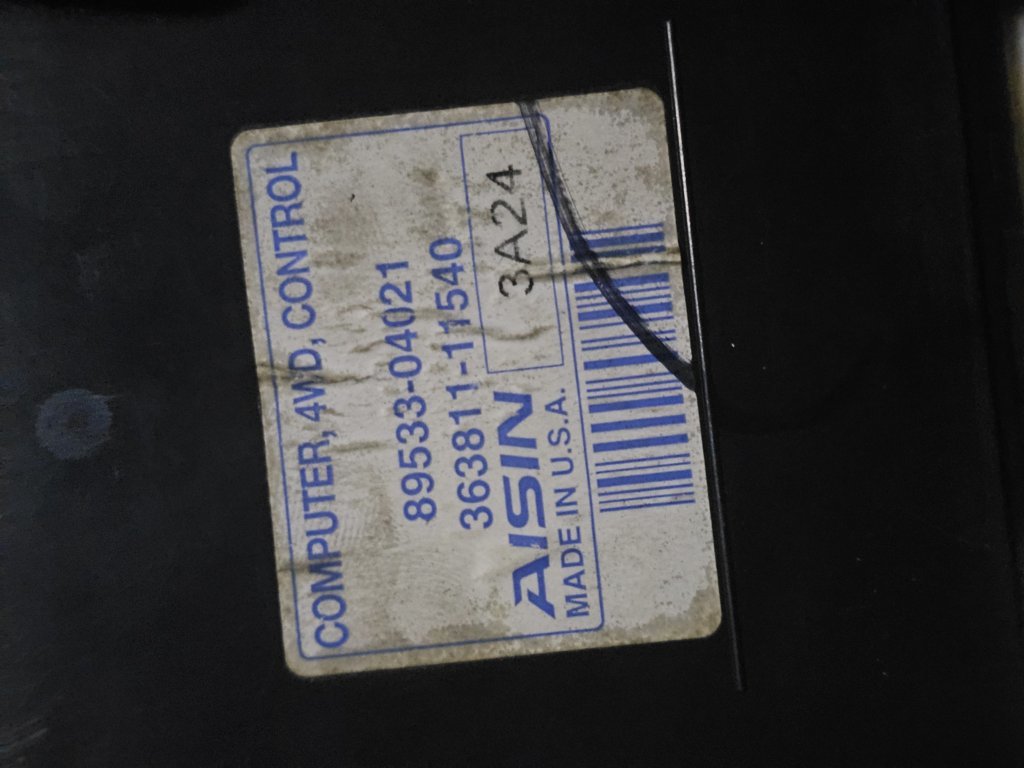 COMPUTER, 4WD, CONTROL
89533-04021
363811-11540
AISIN
3A24
MADE IN U.S.A.